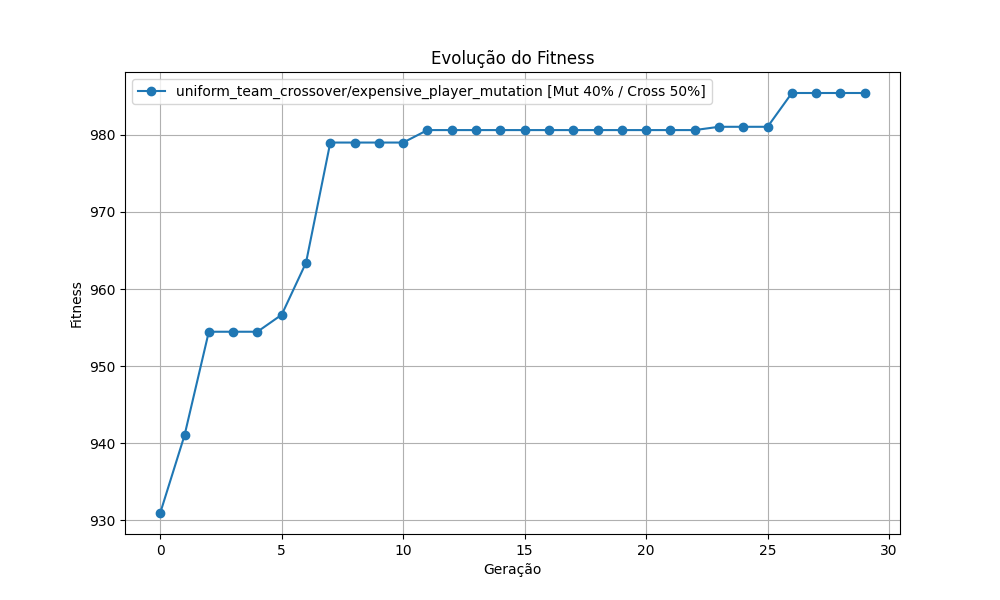 Evolução do Fitness
uniform_team_crossover/expensive_player_mutation [Mut 40% / Cross 50%]
Fitness
980
970
960
950
940
930
0 5 10 15 20 25 30
Geração